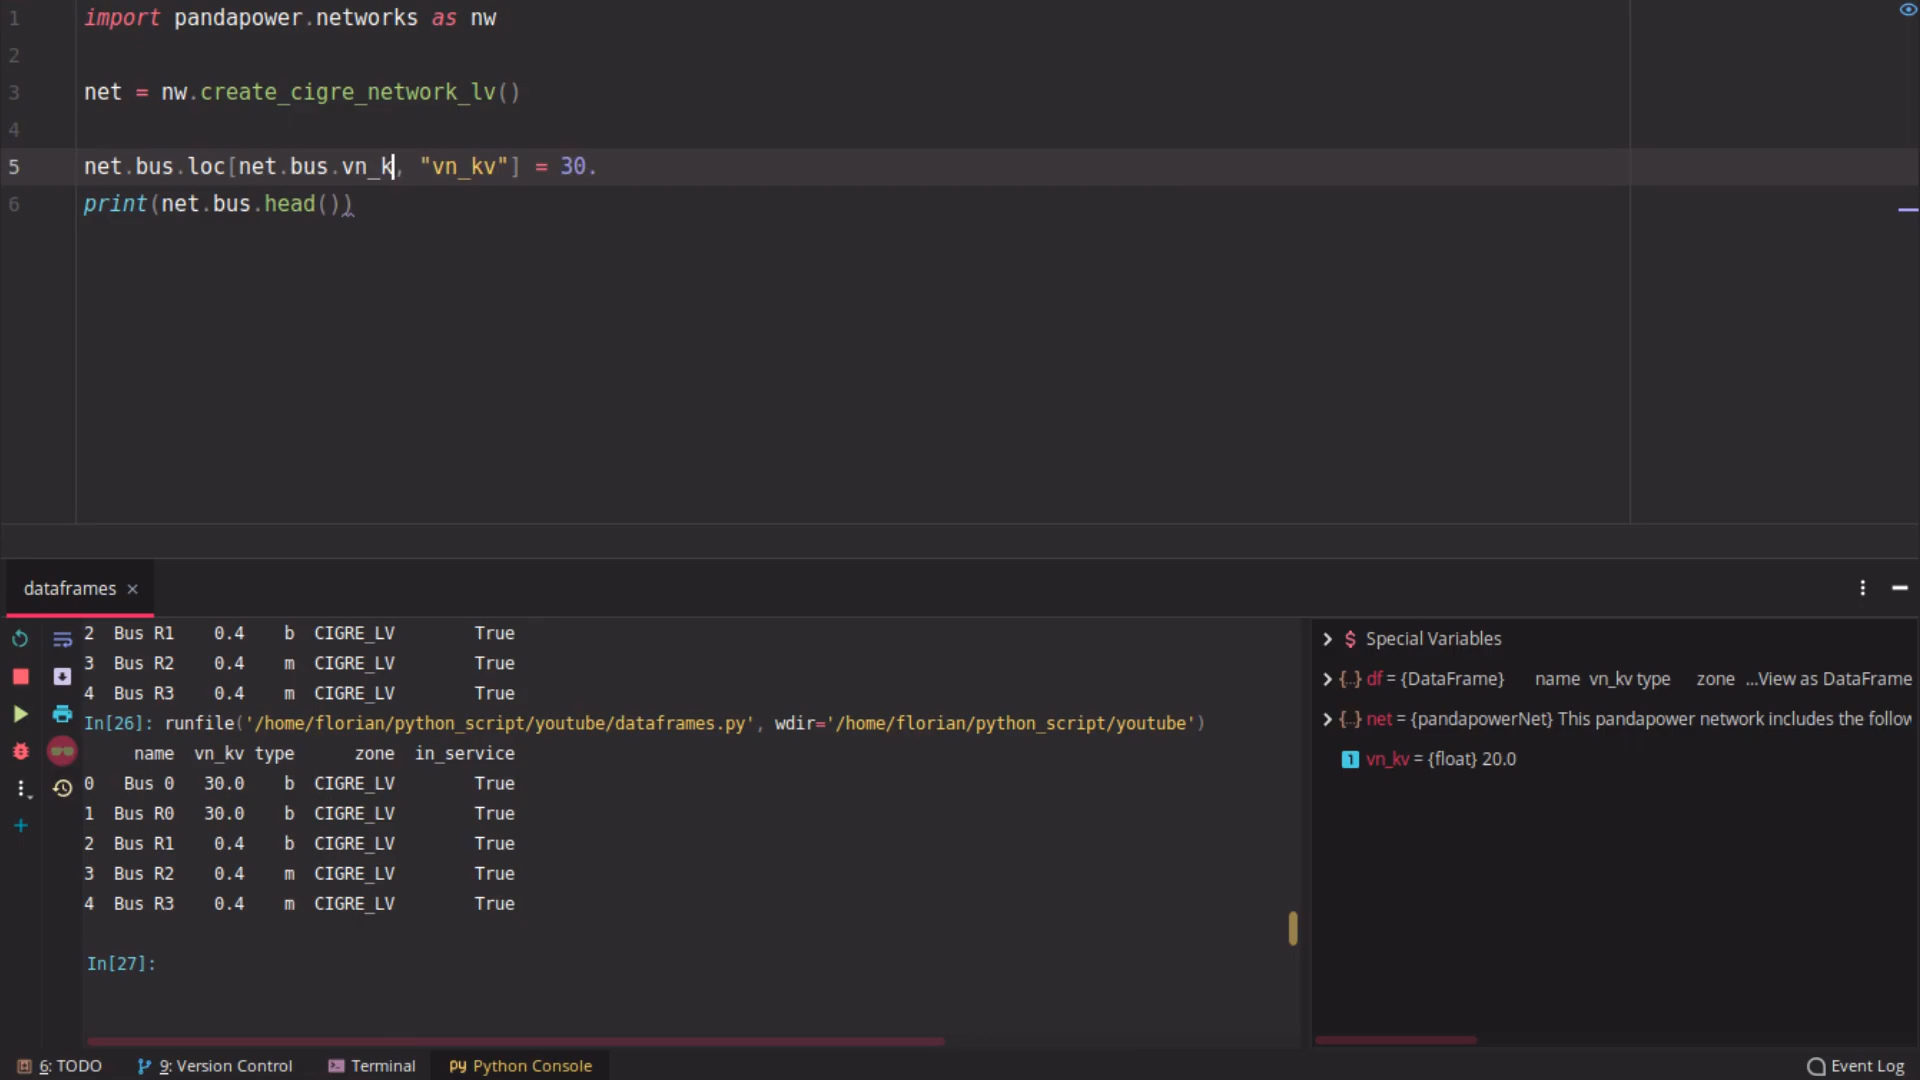 1 import pandapower.networks as nw
2
3 net = nw.create_cigre_network_lv()
4
5 net.bus.loc[net.bus.vn_k, "vn_kv"] = 30.
6 print(net.bus.head())
dataframes ×
2 Bus R1 0.4 b CIGRE_LV True
3 Bus R2 0.4 m CIGRE_LV True
4 Bus R3 0.4 m CIGRE_LV True
In[26]: runfile('/home/florian/python_script/youtube/dataframes.py', wdir='/home/florian/python_script/youtube')
name vn_kv type zone in_service
0 Bus 0 30.0 b CIGRE_LV True
1 Bus R0 30.0 b CIGRE_LV True
2 Bus R1 0.4 b CIGRE_LV True
3 Bus R2 0.4 m CIGRE_LV True
4 Bus R3 0.4 m CIGRE_LV True
In[27]:
Special Variables
df = {DataFrame} name vn_kv type zone ...View as DataFrame
net = {pandapowerNet} This pandapower network includes the follow
vn_kv = {float} 20.0
6: TODO 9: Version Control Terminal Python Console Event Log